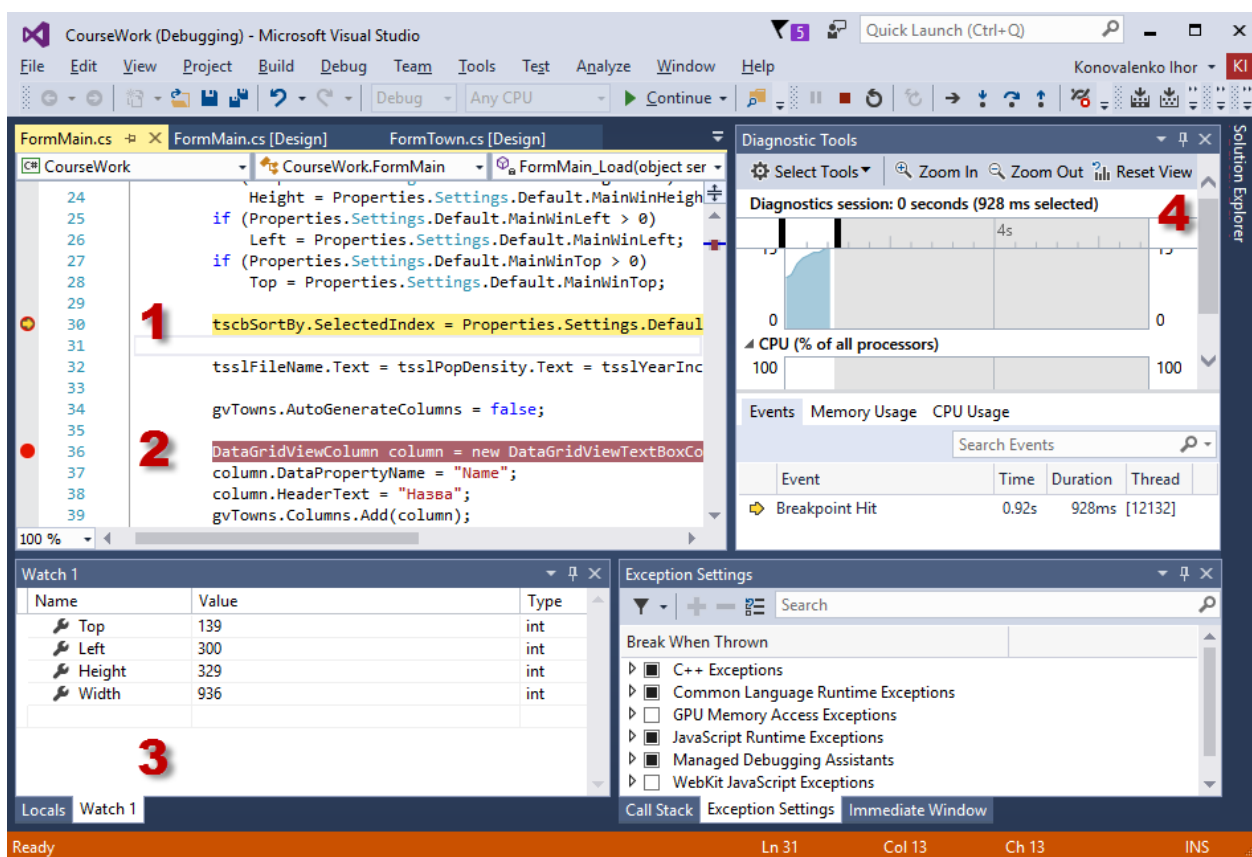 CourseWork (Debugging) - Microsoft Visual Studio
5
Quick Launch (Ctrl+Q)
File Edit View Project Build Debug Team Tools Test Analyze Window Help
Konovalenko Ihor KI
Debug Any CPU Continue
FormMain.cs FormMain.cs [Design] FormTown.cs [Design]
C# CourseWork CourseWork.FormMain FormMain_Load(object ser
24 Height = Properties.Settings.Default.MainWinHeigh
25 if (Properties.Settings.Default.MainWinLeft > 0)
26 Left = Properties.Settings.Default.MainWinLeft;
27 if (Properties.Settings.Default.MainWinTop > 0)
28 Top = Properties.Settings.Default.MainWinTop;
29
30 tscbSortBy.SelectedIndex = Properties.Settings.Defaul
31
32 tsslFileName.Text = tsslPopDensity.Text = tsslYearInc
33
34 gvTowns.AutoGenerateColumns = false;
35
36 DataGridViewColumn column = new DataGridViewTextBoxCo
37 column.DataPropertyName = "Name";
38 column.HeaderText = "Назва";
39 gvTowns.Columns.Add(column);
100 %
1
2
Diagnostic Tools
Select Tools Zoom In Zoom Out Reset View
Diagnostics session: 0 seconds (928 ms selected)
4
4s
0 0
CPU (% of all processors)
100 100
Events Memory Usage CPU Usage
Search Events
Event Time Duration Thread
Breakpoint Hit 0.92s 928ms [12132]
Solution Explorer
Watch 1
Name Value Type
Top 139 int
Left 300 int
Height 329 int
Width 936 int
3
Locals Watch 1
Exception Settings
Search
Break When Thrown
C++ Exceptions
Common Language Runtime Exceptions
GPU Memory Access Exceptions
JavaScript Runtime Exceptions
Managed Debugging Assistants
WebKit JavaScript Exceptions
Call Stack Exception Settings Immediate Window
Ready Ln 31 Col 13 Ch 13 INS